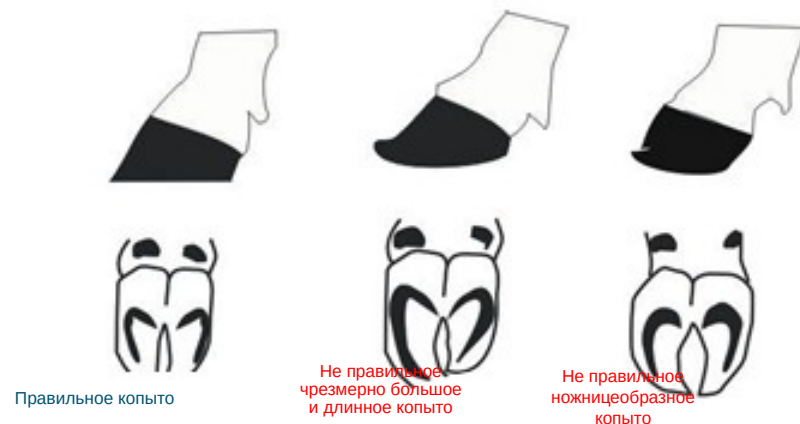 Правильное копыто
Не правильное
чрезмерно большое
и длинное копыто
Не правильное
ножницеобразное
копыто